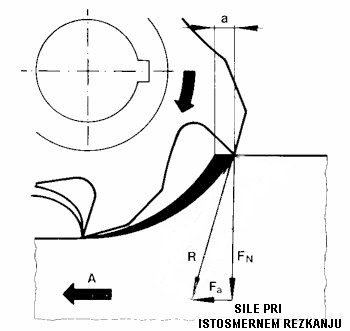 a
A
R
FN
Fa
SILE PRI
ISTOSMERNEM REZKANJU